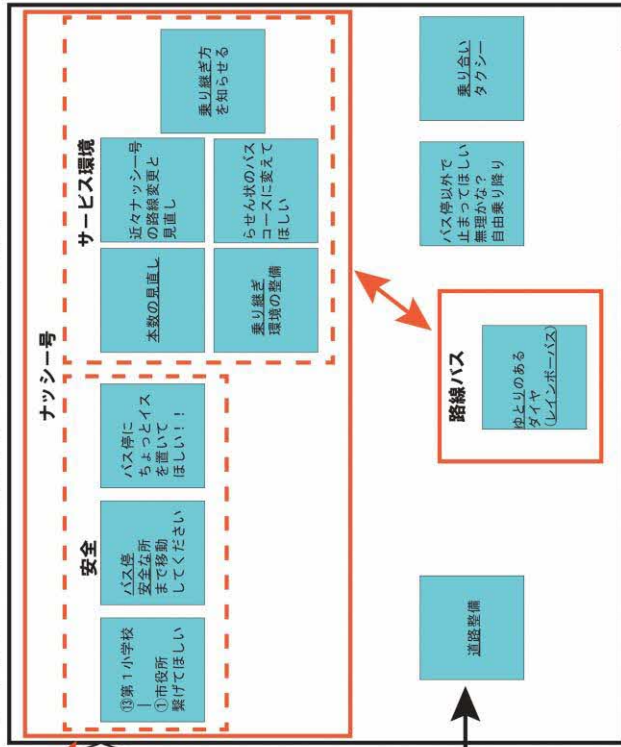 ナッシー号
安全
⑬第1小学校
|
①市役所
繋げてほしい
バス停
安全な所
まで移動
してください
バス停に
ちょっとイス
を置いて
ほしい!!
サービス環境
本数の見直し
近々ナッシー号
の路線変更と
見直し
乗り継ぎ方
を知らせる
乗り継ぎ
環境の整備
らせん状のバス
コースに変えて
ほしい
道路整備
路線バス
ゆとりのある
ダイヤ
(レインボーバス)
バス停以外で
止まってほしい
無理かな?
自由乗り降り
乗り合い
タクシー